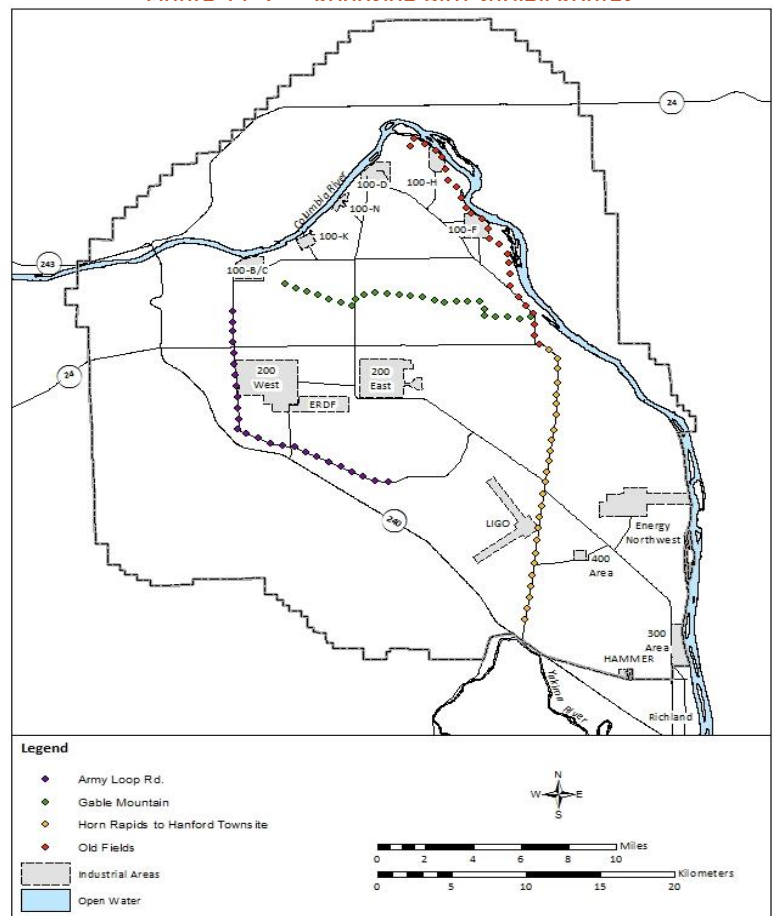 24
Columbia River
100-D
100-H
100-N
100-F
100-K
243
100-B/C
24
200
West
200
East
ERDF
240
LIGO
Energy
Northwest
400
Area
300
Area
HAMMER
Yakima River
Richland
Legend
Army Loop Rd.
Gable Mountain
Horn Rapids to Hanford Townsite
Old Fields
Industrial Areas
Open Water
N
W E
S
Miles
0 2 4 6 8 10
Kilometers
0 5 10 15 20